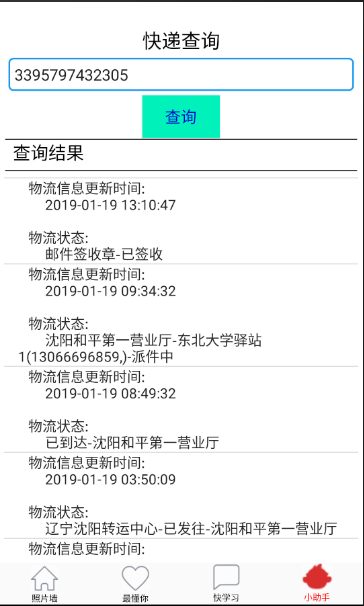 快递查询
3395797432305
查询
查询结果
物流信息更新时间:
2019-01-19 13:10:47
物流状态:
邮件签收章-已签收
物流信息更新时间:
2019-01-19 09:34:32
物流状态:
沈阳和平第一营业厅-东北大学驿站
1(13066696859,)-派件中
物流信息更新时间:
2019-01-19 08:49:32
物流状态:
已到达-沈阳和平第一营业厅
物流信息更新时间:
2019-01-19 03:50:09
物流状态:
辽宁沈阳转运中心-已发往-沈阳和平第一营业厅
物流信息更新时间:
照片墙
最懂你
快学习
小助手